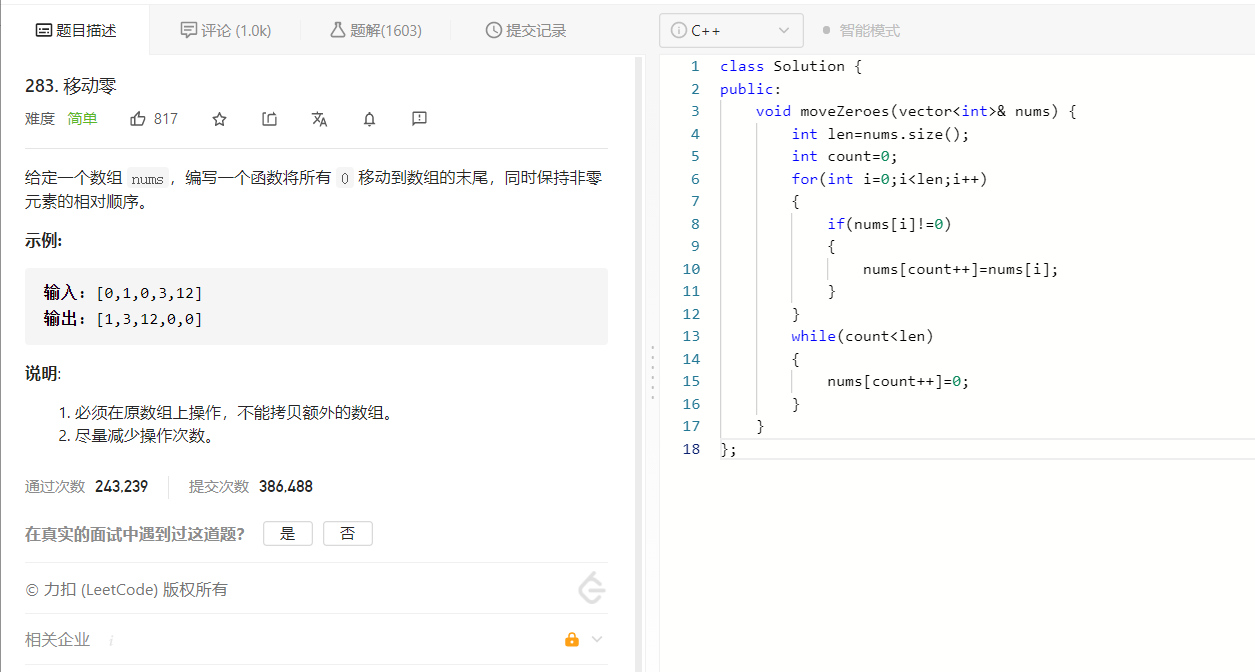 题目描述
评论 (1.0k)
题解(1603)
提交记录
283. 移动零
难度 简单 817
给定一个数组 nums，编写一个函数将所有 0 移动到数组的末尾，同时保持非零
元素的相对顺序。
示例:
输入: [0,1,0,3,12]
输出: [1,3,12,0,0]
说明:
1. 必须在原数组上操作，不能拷贝额外的数组。
2. 尽量减少操作次数。
通过次数 243,239 提交次数 386,488
在真实的面试中遇到过这道题? 是 否
© 力扣 (LeetCode) 版权所有
相关企业 i
C++ 智能模式
1 class Solution {
2 public:
3 void moveZeroes(vector<int>& nums) {
4 int len=nums.size();
5 int count=0;
6 for(int i=0;i<len;i++)
7 {
8 if(nums[i]!=0)
9 {
10 nums[count++]=nums[i];
11 }
12 }
13 while(count<len)
14 {
15 nums[count++]=0;
16 }
17 }
18 };